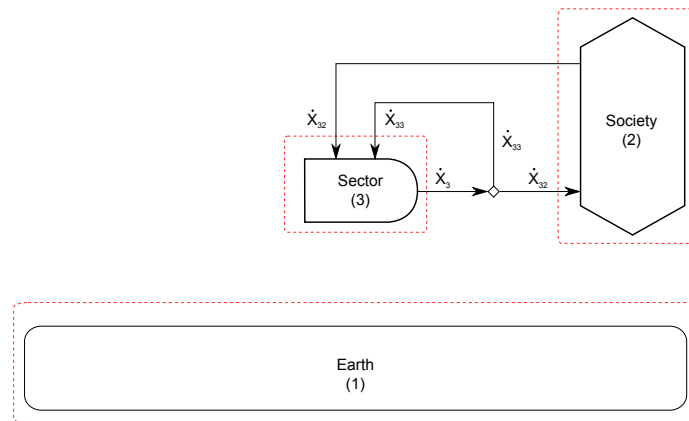 Society
(2)
Ẋ₃₂
Ẋ₃₃
Ẋ₃₃
Sector
(3)
Ẋ₃
Ẋ₃₂
Earth
(1)